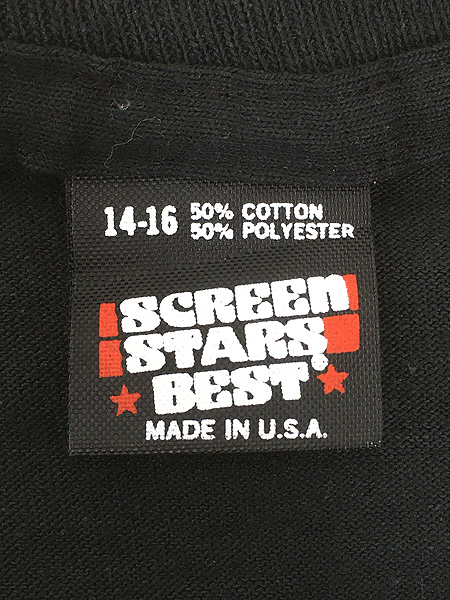 14-16 50% COTTON
50% POLYESTER
SCREEN
STARS
BEST®
MADE IN U.S.A.